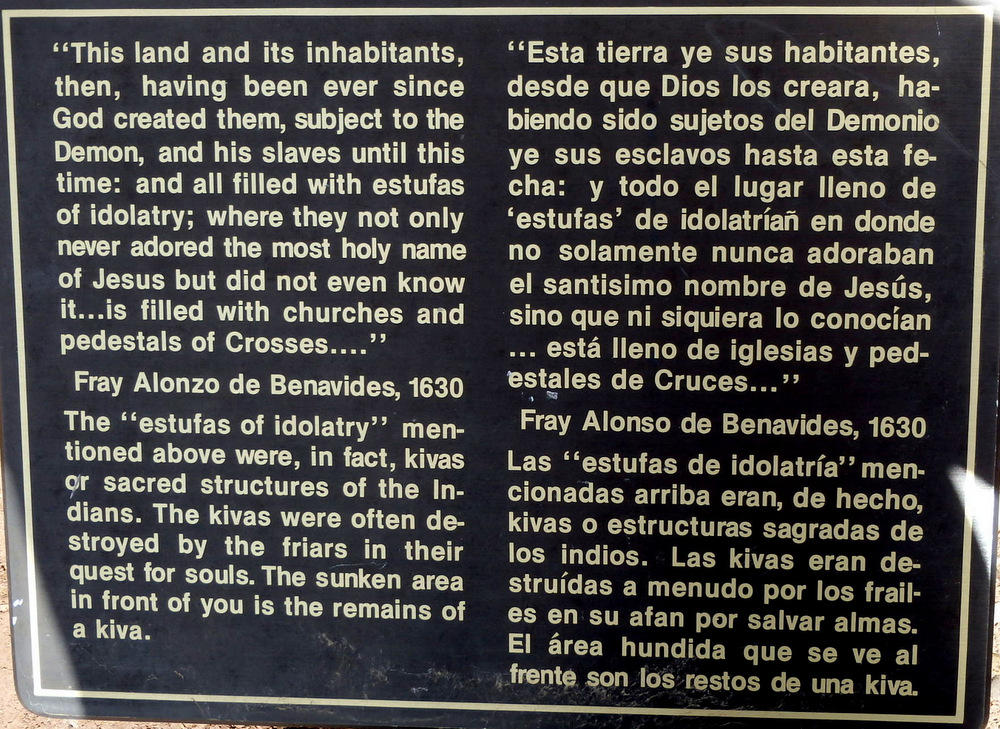 “This land and its inhabitants,
then, having been ever since
God created them, subject to the
Demon, and his slaves until this
time: and all filled with estufas
of idolatry; where they not only
never adored the most holy name
of Jesus but did not even know
it...is filled with churches and
pedestals of Crosses....”
Fray Alonzo de Benavides, 1630
The “estufas of idolatry” men-
tioned above were, in fact, kivas
or sacred structures of the In-
dians. The kivas were often de-
stroyed by the friars in their
quest for souls. The sunken area
in front of you is the remains of
a kiva.
“Esta tierra ye sus habitantes,
desde que Dios los creara, ha-
biendo sido sujetos del Demonio
ye sus esclavos hasta esta fe-
cha: y todo el lugar lleno de
‘estufas’ de idolatríañ en donde
no solamente nunca adoraban
el santisimo nombre de Jesús,
sino que ni siquiera lo conocían
... está lleno de iglesias y ped-
estales de Cruces...”
Fray Alonso de Benavides, 1630
Las “estufas de idolatría” men-
cionadas arriba eran, de hecho,
kivas o estructuras sagradas de
los indios. Las kivas eran de-
struídas a menudo por los frail-
es en su afan por salvar almas.
El área hundida que se ve al
frente son los restos de una kiva.